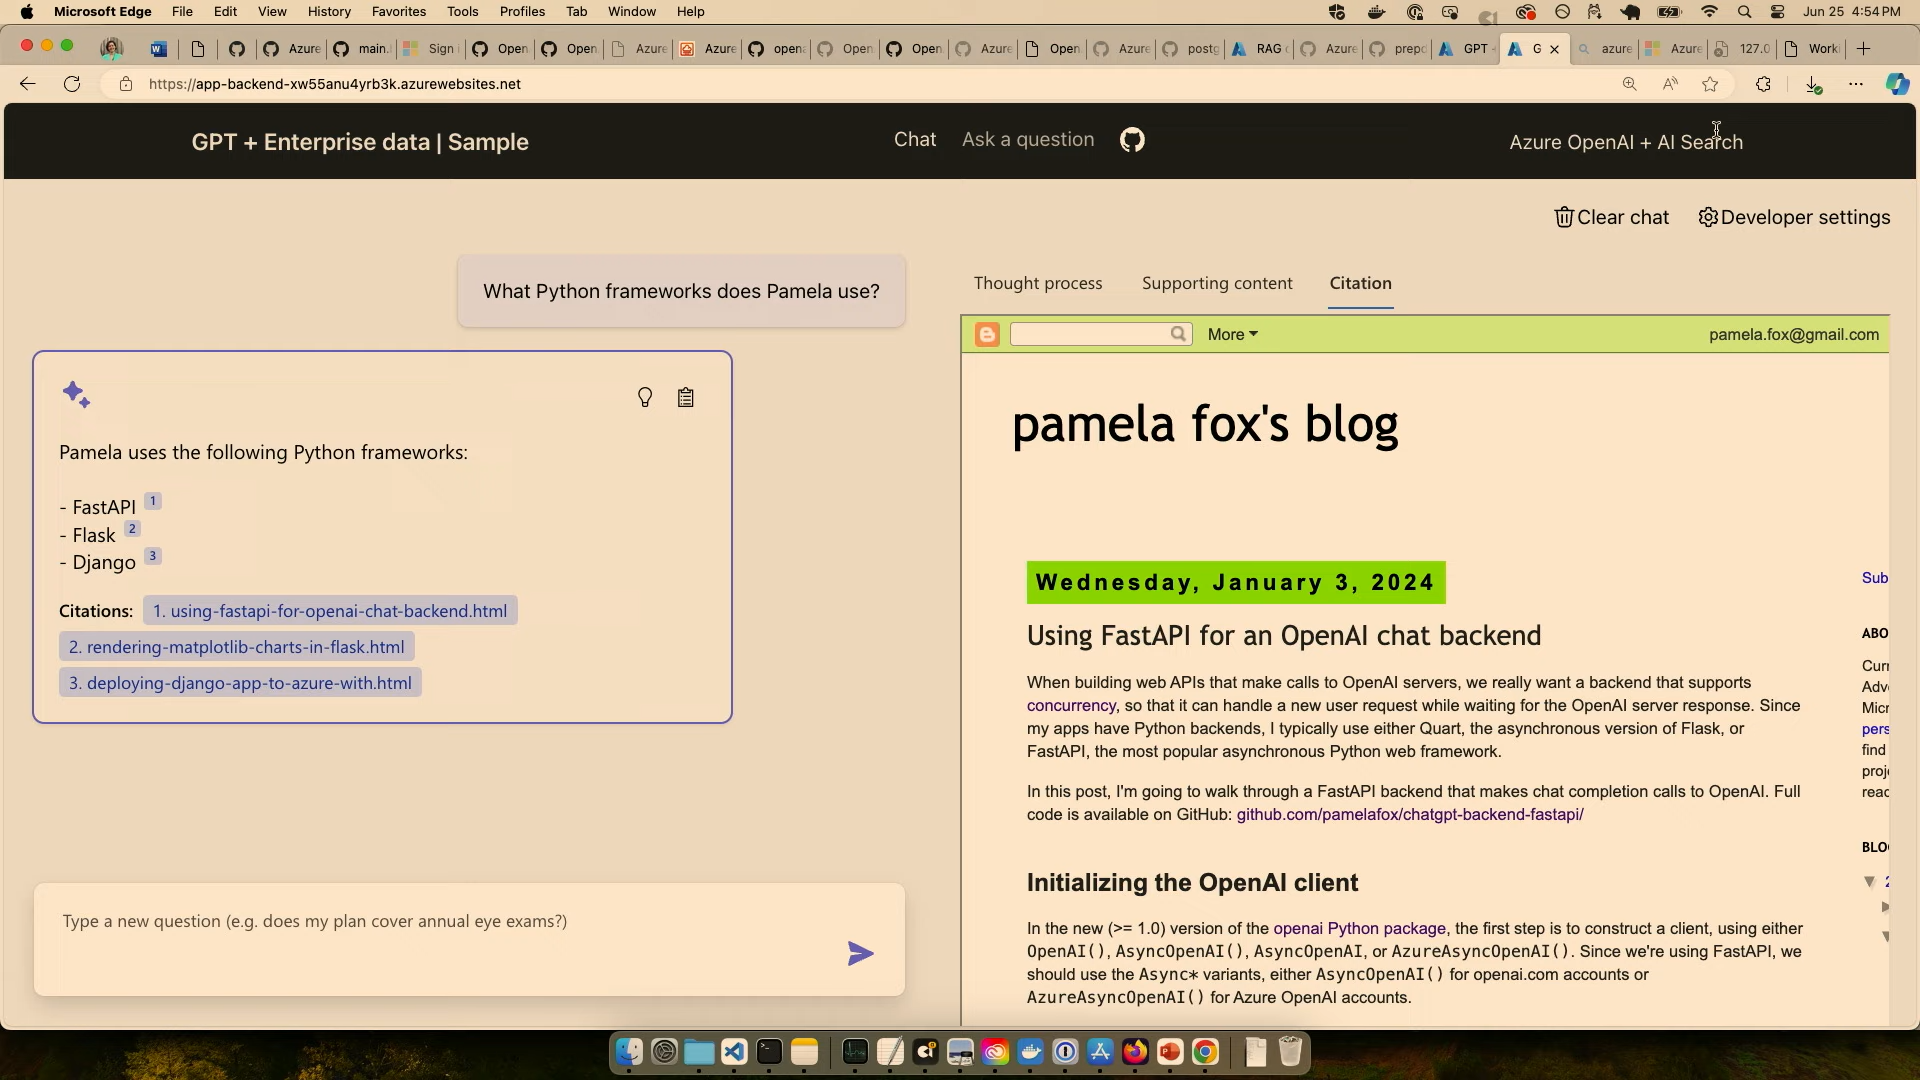 Microsoft Edge File Edit View History Favorites Tools Profiles Tab Window Help Jun 25 4:54 PM
Azure main. Sign i Open Open. Azure Azure opena Open Open Azure Open Azure postg RAG Azure prepd GPT G azure Azure 127.0 Work
https://app-backend-xw55anu4yrb3k.azurewebsites.net
GPT + Enterprise data | Sample
Chat
Ask a question
Azure OpenAI + AI Search
Clear chat
Developer settings
What Python frameworks does Pamela use?
Pamela uses the following Python frameworks:
- FastAPI 1
- Flask 2
- Django 3
Citations: 1. using-fastapi-for-openai-chat-backend.html
2. rendering-matplotlib-charts-in-flask.html
3. deploying-django-app-to-azure-with.html
Type a new question (e.g. does my plan cover annual eye exams?)
Thought process
Supporting content
Citation
More
pamela.fox@gmail.com
pamela fox's blog
Wednesday, January 3, 2024
Using FastAPI for an OpenAI chat backend
When building web APIs that make calls to OpenAI servers, we really want a backend that supports
concurrency, so that it can handle a new user request while waiting for the OpenAI server response. Since
my apps have Python backends, I typically use either Quart, the asynchronous version of Flask, or
FastAPI, the most popular asynchronous Python web framework.
In this post, I'm going to walk through a FastAPI backend that makes chat completion calls to OpenAI. Full
code is available on GitHub: github.com/pamelafox/chatgpt-backend-fastapi/
Initializing the OpenAI client
In the new (>= 1.0) version of the openai Python package, the first step is to construct a client, using either
OpenAI(), AsyncOpenAI(), AsyncOpenAI, or AzureAsyncOpenAI(). Since we're using FastAPI, we
should use the Async* variants, either AsyncOpenAI() for openai.com accounts or
AzureAsyncOpenAI() for Azure OpenAI accounts.
Sub
ABO
Curr
Adv
Micr
pers
find
proj
reac
BLO